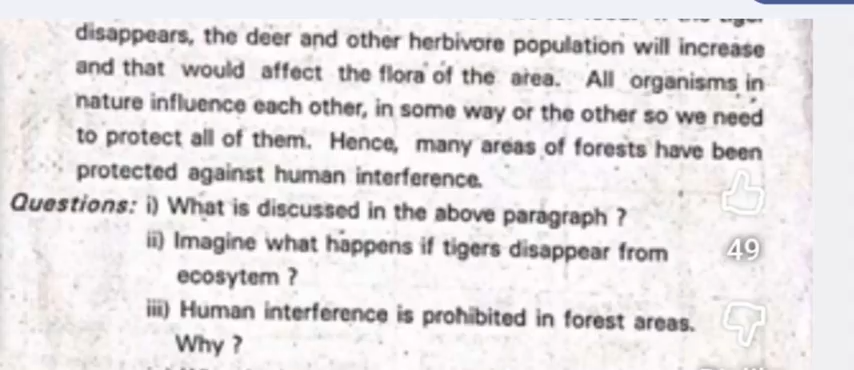 tiger
disappears, the deer and other herbivore population will increase
and that would affect the flora of the area. All organisms in
nature influence each other, in some way or the other so we need
to protect all of them. Hence, many areas of forests have been
protected against human interference.
Questions: i) What is discussed in the above paragraph ?
ii) Imagine what happens if tigers disappear from
49
ecosytem ?
iii) Human interference is prohibited in forest areas.
Why ?